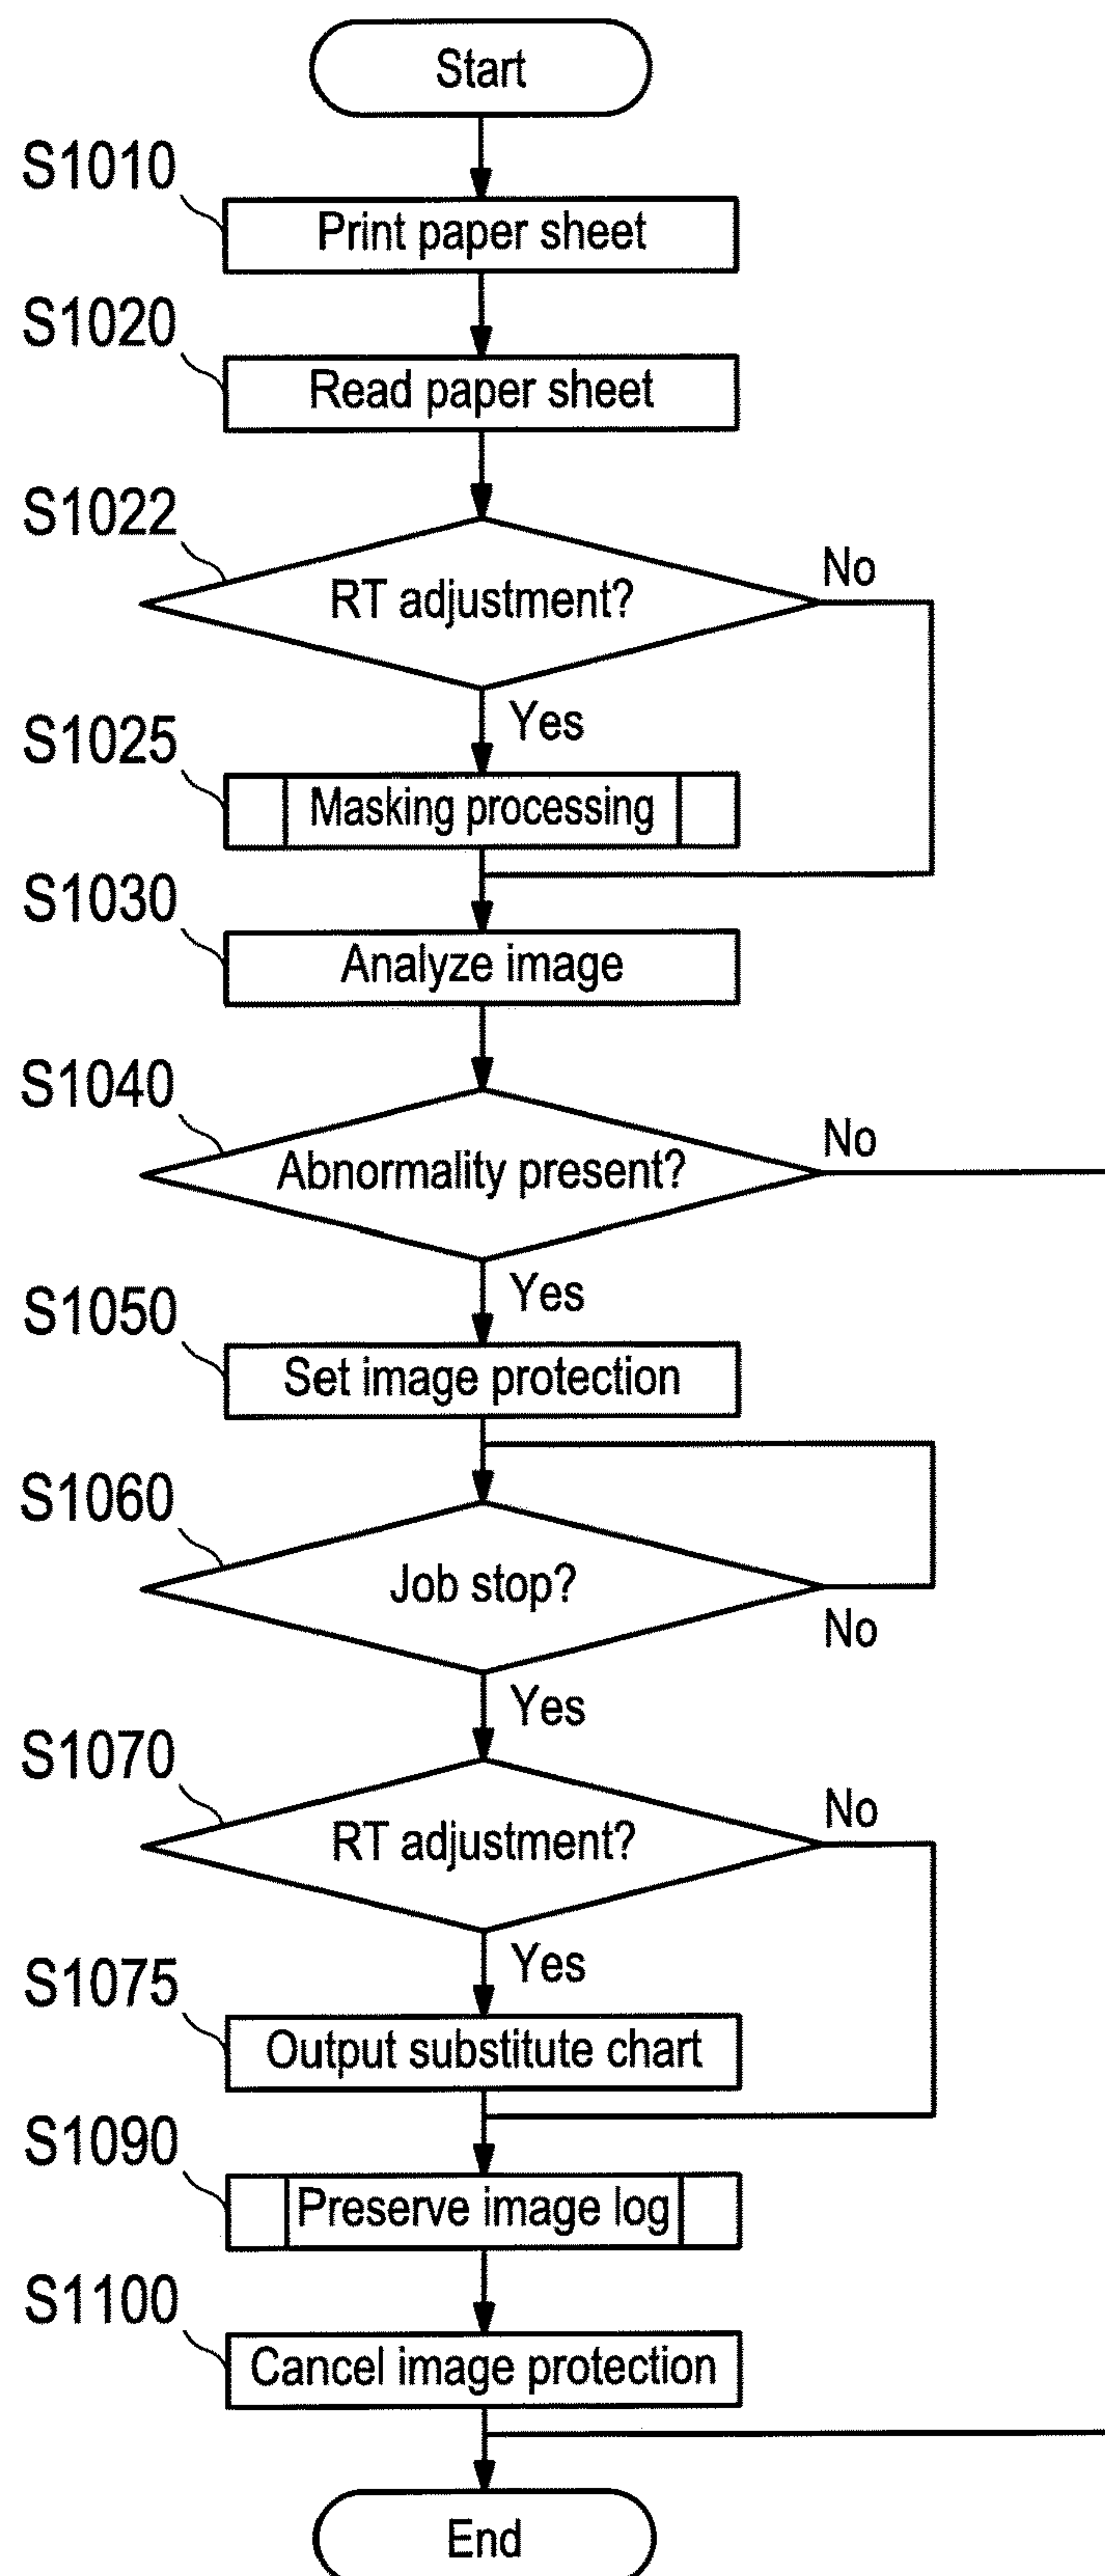 Start
S1010
Print paper sheet
S1020
Read paper sheet
S1022
RT adjustment?
No
Yes
S1025
Masking processing
S1030
Analyze image
S1040
Abnormality present?
No
Yes
S1050
Set image protection
S1060
Job stop?
No
Yes
S1070
RT adjustment?
No
Yes
S1075
Output substitute chart
S1090
Preserve image log
S1100
Cancel image protection
End